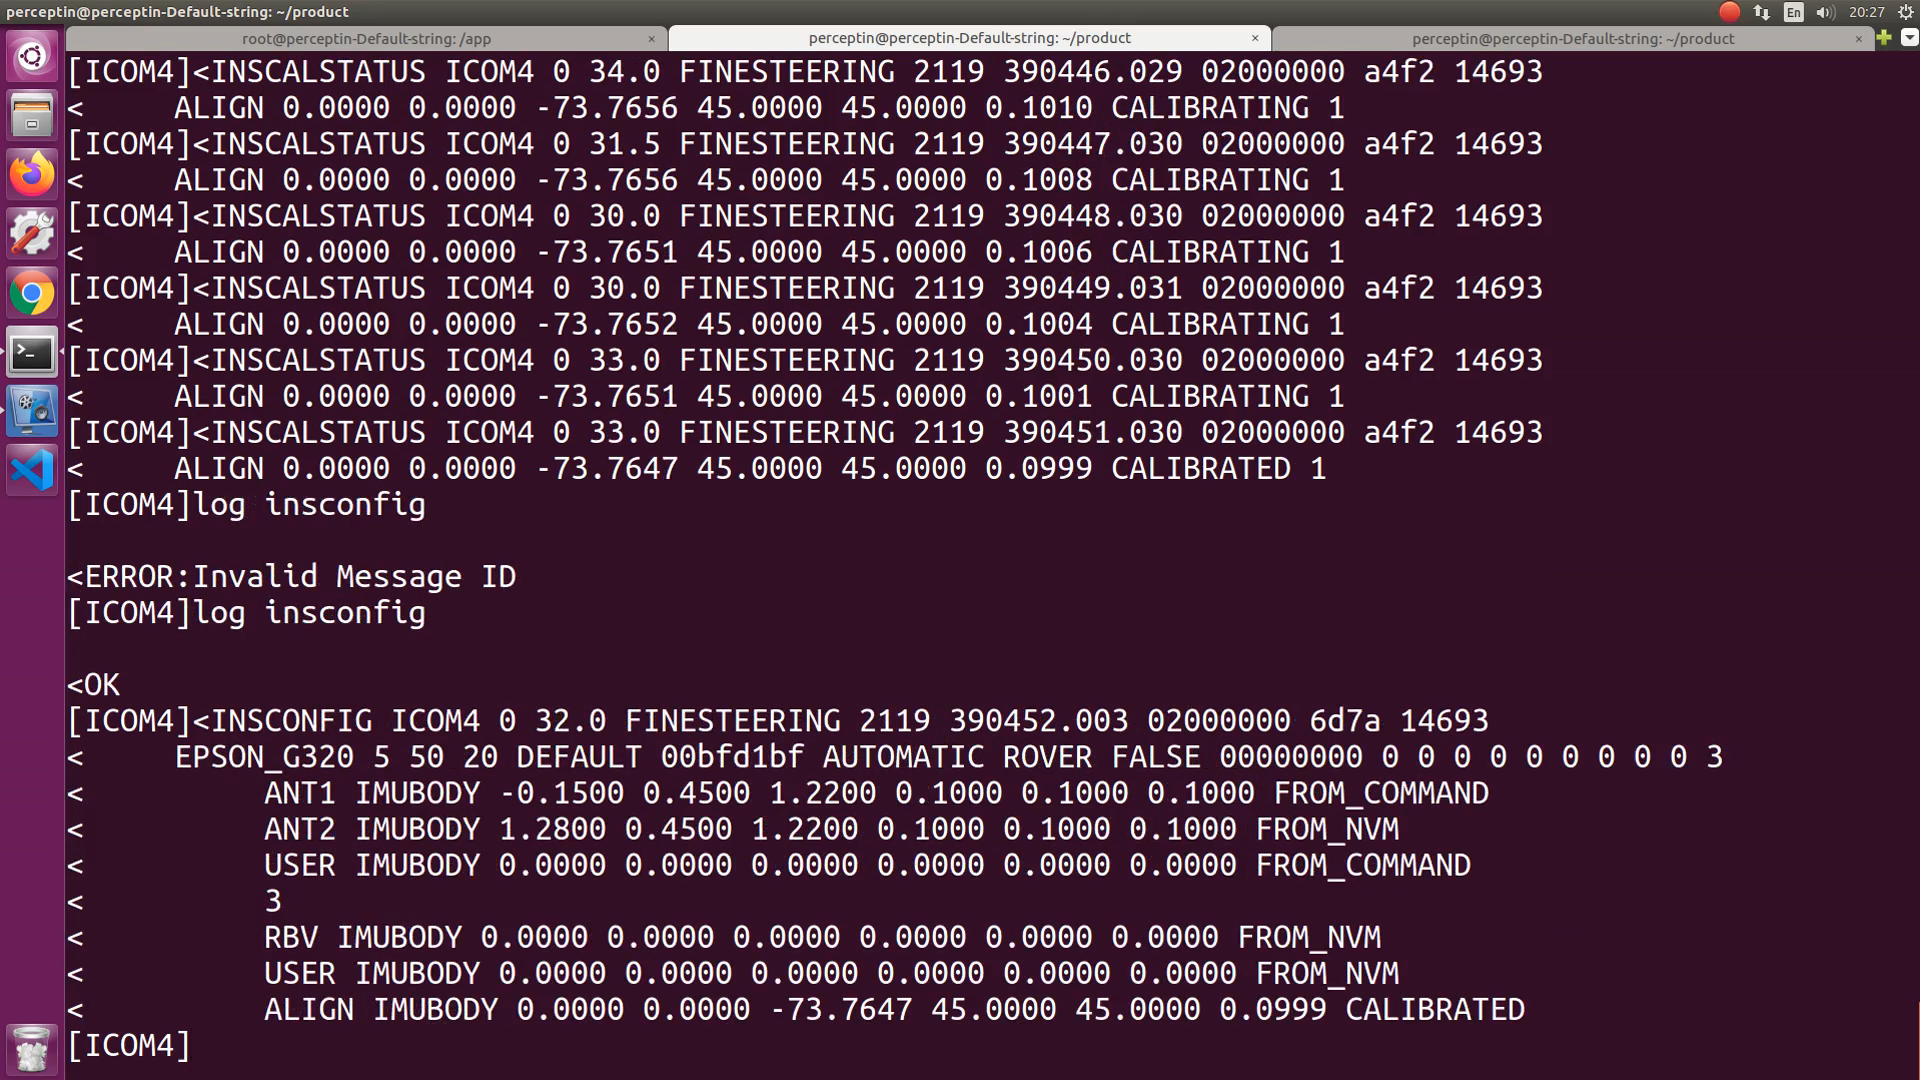 perceptin@perceptin-Default-string: ~/product
En
20:27
root@perceptin-Default-string: /app
perceptin@perceptin-Default-string: ~/product
perceptin@perceptin-Default-string: ~/product
[ICOM4]<INSCALSTATUS ICOM4 0 34.0 FINESTEERING 2119 390446.029 02000000 a4f2 14693
<     ALIGN 0.0000 0.0000 -73.7656 45.0000 45.0000 0.1010 CALIBRATING 1
[ICOM4]<INSCALSTATUS ICOM4 0 31.5 FINESTEERING 2119 390447.030 02000000 a4f2 14693
<     ALIGN 0.0000 0.0000 -73.7656 45.0000 45.0000 0.1008 CALIBRATING 1
[ICOM4]<INSCALSTATUS ICOM4 0 30.0 FINESTEERING 2119 390448.030 02000000 a4f2 14693
<     ALIGN 0.0000 0.0000 -73.7651 45.0000 45.0000 0.1006 CALIBRATING 1
[ICOM4]<INSCALSTATUS ICOM4 0 30.0 FINESTEERING 2119 390449.031 02000000 a4f2 14693
<     ALIGN 0.0000 0.0000 -73.7652 45.0000 45.0000 0.1004 CALIBRATING 1
[ICOM4]<INSCALSTATUS ICOM4 0 33.0 FINESTEERING 2119 390450.030 02000000 a4f2 14693
<     ALIGN 0.0000 0.0000 -73.7651 45.0000 45.0000 0.1001 CALIBRATING 1
[ICOM4]<INSCALSTATUS ICOM4 0 33.0 FINESTEERING 2119 390451.030 02000000 a4f2 14693
<     ALIGN 0.0000 0.0000 -73.7647 45.0000 45.0000 0.0999 CALIBRATED 1
[ICOM4]log insconfig
<ERROR:Invalid Message ID
[ICOM4]log insconfig
<OK
[ICOM4]<INSCONFIG ICOM4 0 32.0 FINESTEERING 2119 390452.003 02000000 6d7a 14693
<     EPSON_G320 5 50 20 DEFAULT 00bfd1bf AUTOMATIC ROVER FALSE 00000000 0 0 0 0 0 0 0 0 0 3
<          ANT1 IMUBODY -0.1500 0.4500 1.2200 0.1000 0.1000 0.1000 FROM_COMMAND
<          ANT2 IMUBODY 1.2800 0.4500 1.2200 0.1000 0.1000 0.1000 FROM_NVM
<          USER IMUBODY 0.0000 0.0000 0.0000 0.0000 0.0000 0.0000 FROM_COMMAND
<          3
<          RBV IMUBODY 0.0000 0.0000 0.0000 0.0000 0.0000 0.0000 FROM_NVM
<          USER IMUBODY 0.0000 0.0000 0.0000 0.0000 0.0000 0.0000 FROM_NVM
<          ALIGN IMUBODY 0.0000 0.0000 -73.7647 45.0000 45.0000 0.0999 CALIBRATED
[ICOM4]